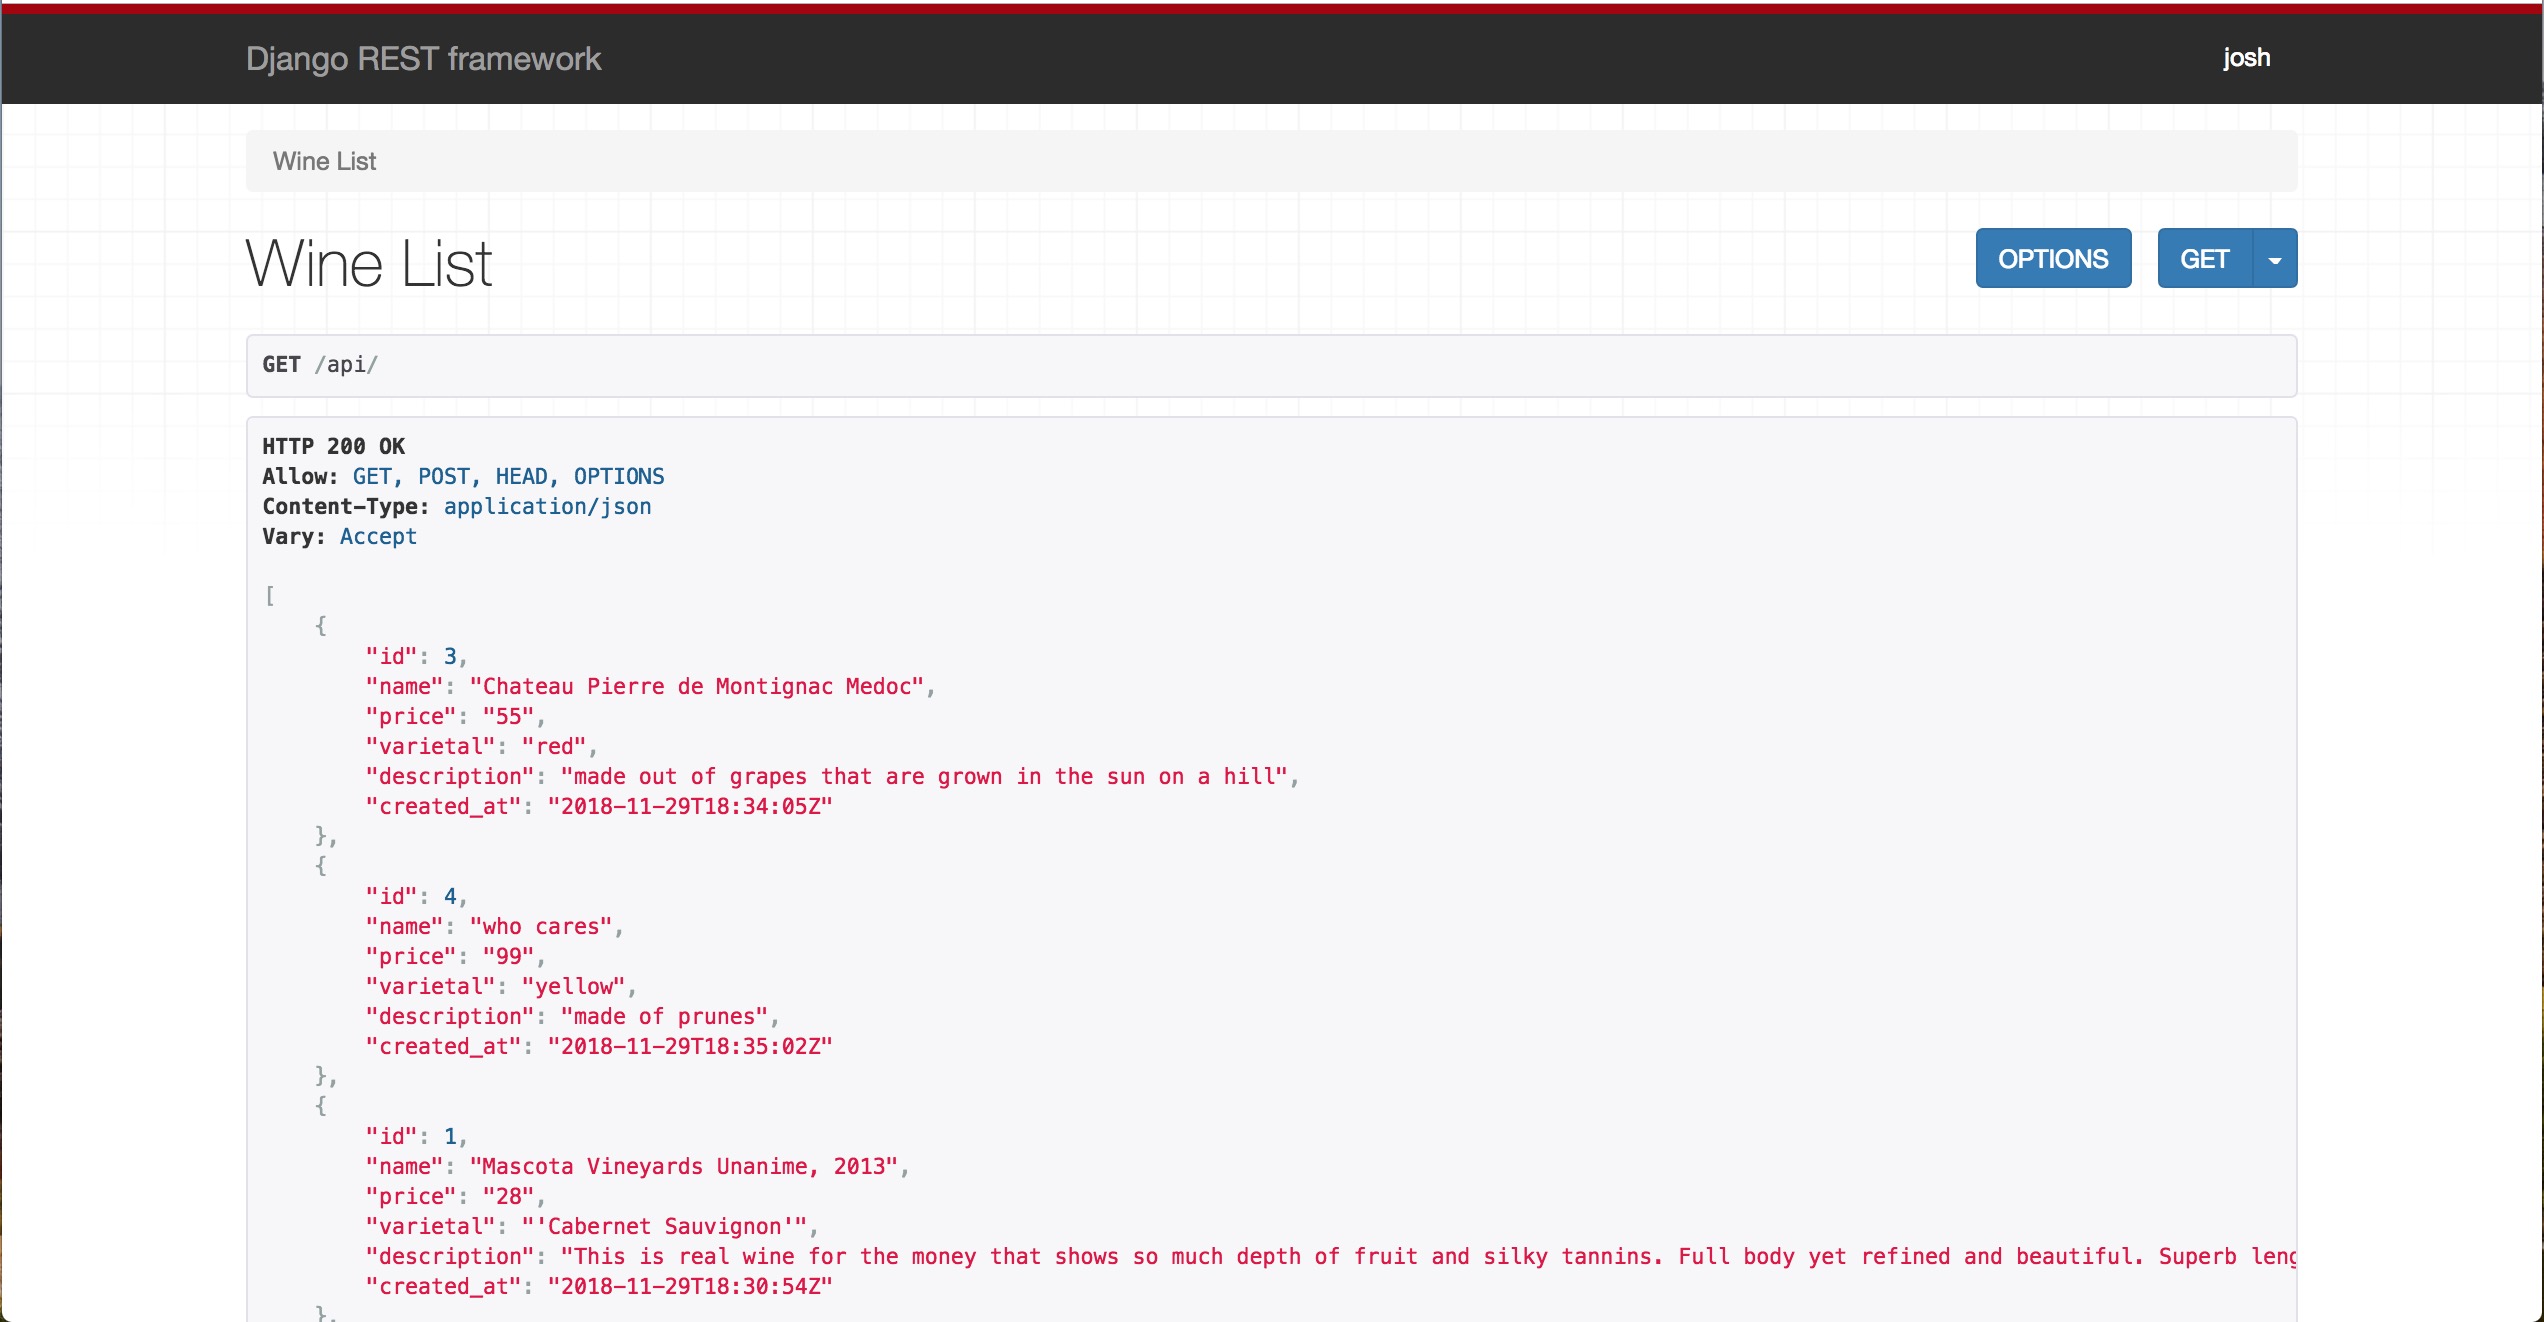 Django REST framework
josh
Wine List
Wine List
OPTIONS
GET
GET /api/
HTTP 200 OK
Allow: GET, POST, HEAD, OPTIONS
Content-Type: application/json
Vary: Accept
[
    {
        "id": 3,
        "name": "Chateau Pierre de Montignac Medoc",
        "price": "55",
        "varietal": "red",
        "description": "made out of grapes that are grown in the sun on a hill",
        "created_at": "2018-11-29T18:34:05Z"
    },
    {
        "id": 4,
        "name": "who cares",
        "price": "99",
        "varietal": "yellow",
        "description": "made of prunes",
        "created_at": "2018-11-29T18:35:02Z"
    },
    {
        "id": 1,
        "name": "Mascota Vineyards Unanime, 2013",
        "price": "28",
        "varietal": "'Cabernet Sauvignon'",
        "description": "This is real wine for the money that shows so much depth of fruit and silky tannins. Full body yet refined and beautiful. Superb leng
        "created_at": "2018-11-29T18:30:54Z"
    },